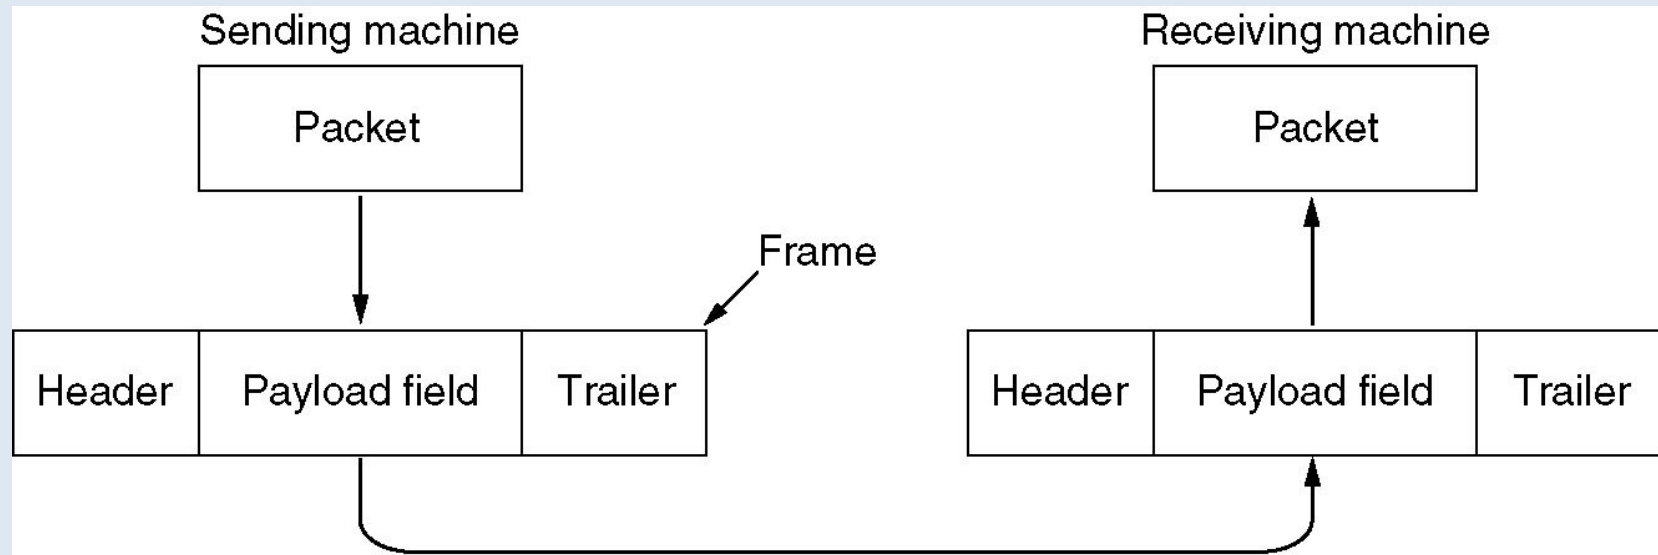 Sending machine
Receiving machine
Packet
Packet
Frame
Header
Payload field
Trailer
Header
Payload field
Trailer